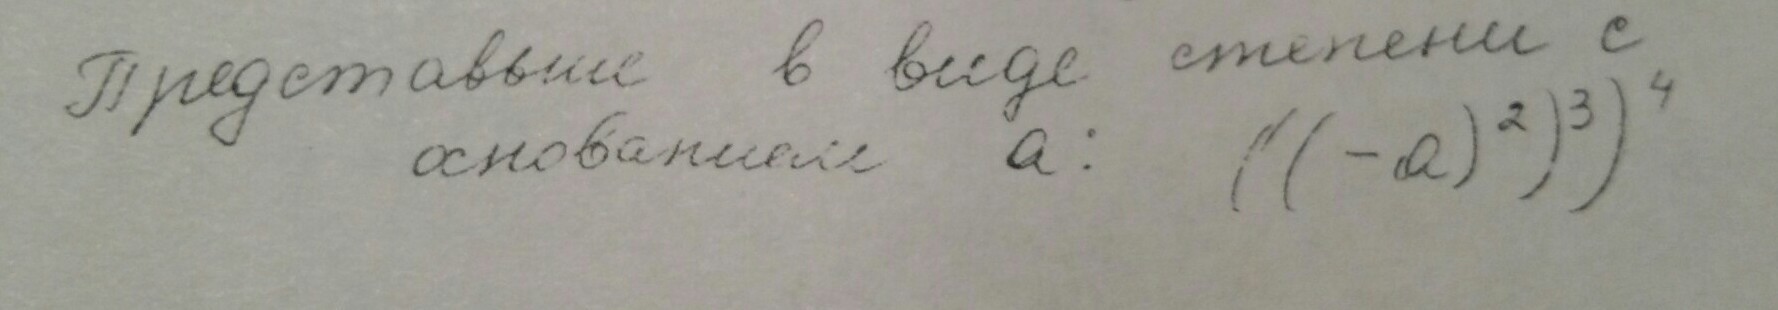 Представьте в виде степени с
основанием a: ((-a)²)³)⁴